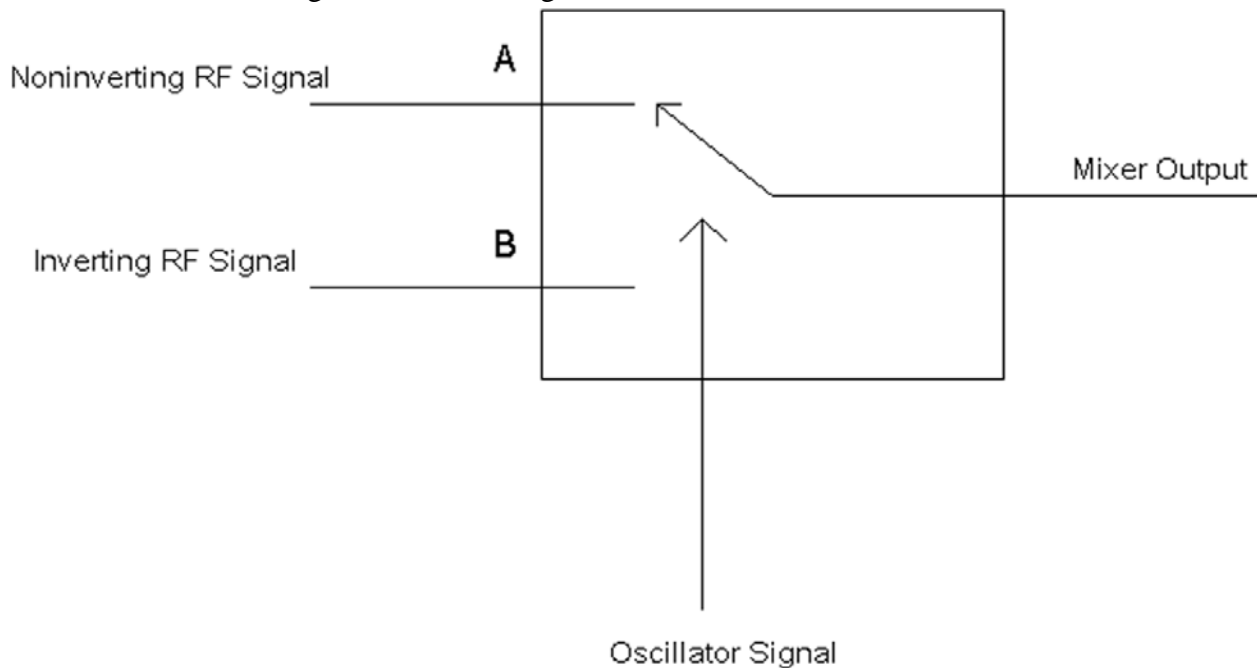 A
Noninverting RF Signal
Mixer Output
B
Inverting RF Signal
Oscillator Signal